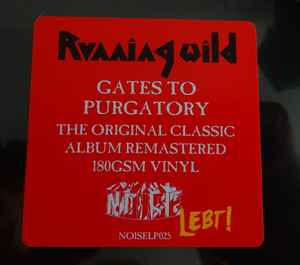 Running wild
GATES TO
PURGATORY
THE ORIGINAL CLASSIC
ALBUM REMASTERED
180GSM VINYL
NOISE
LEBT!
NOISELP025